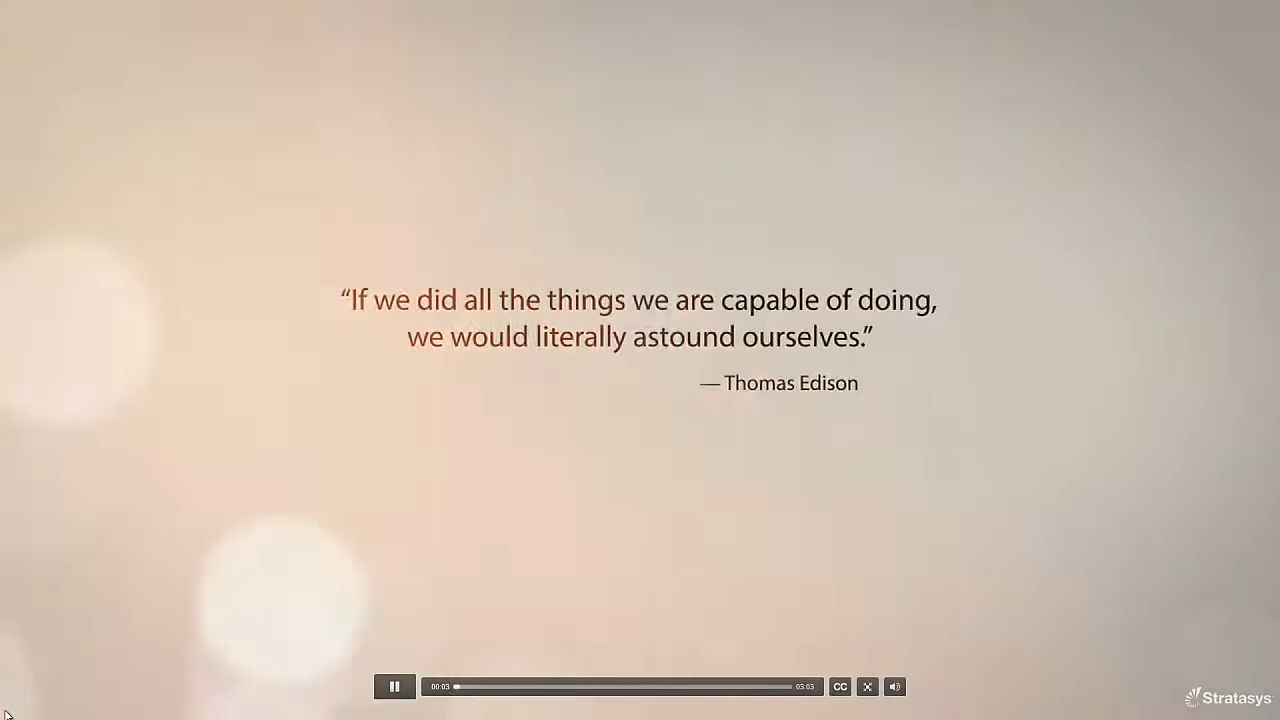 “If we did all the things we are capable of doing,
we would literally astound ourselves.”
— Thomas Edison
00:03
03:03
CC
Stratasys